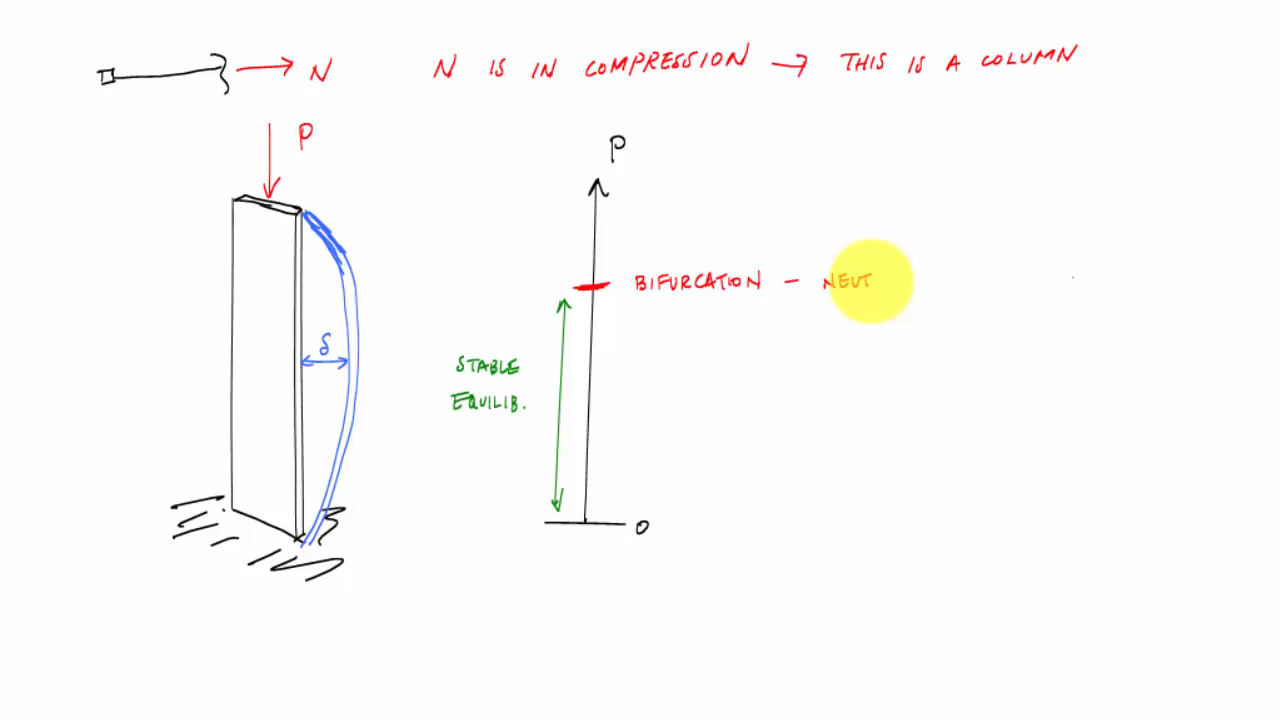 N N IS IN COMPRESSION → THIS IS A COLUMN
P
P
BIFURCATION - NEUT
δ
STABLE
EQUILIB.
0